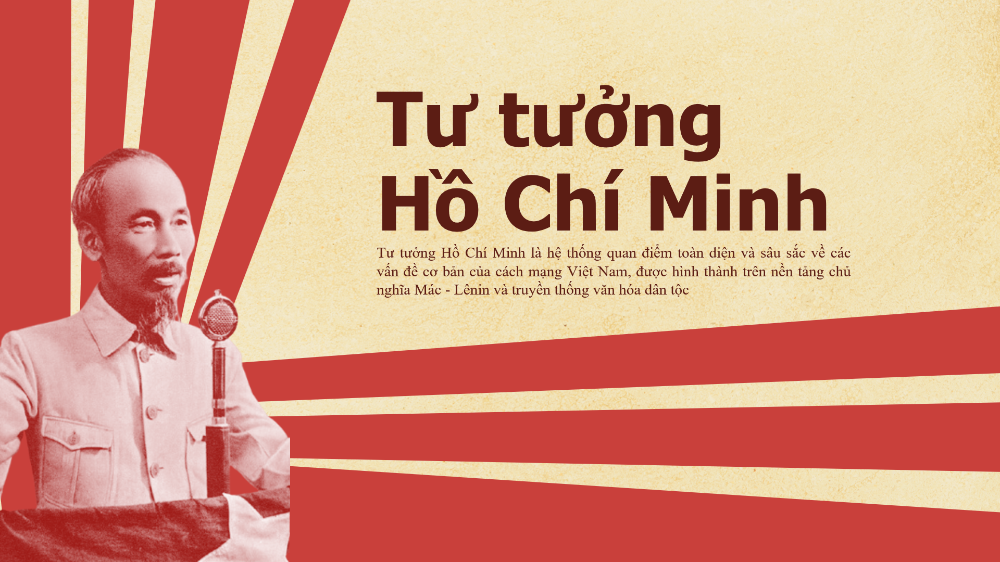 Tư tưởng
Hồ Chí Minh
Tư tưởng Hồ Chí Minh là hệ thống quan điểm toàn diện và sâu sắc về các
vấn đề cơ bản của cách mạng Việt Nam, được hình thành trên nền tảng chủ
nghĩa Mác - Lênin và truyền thống văn hóa dân tộc